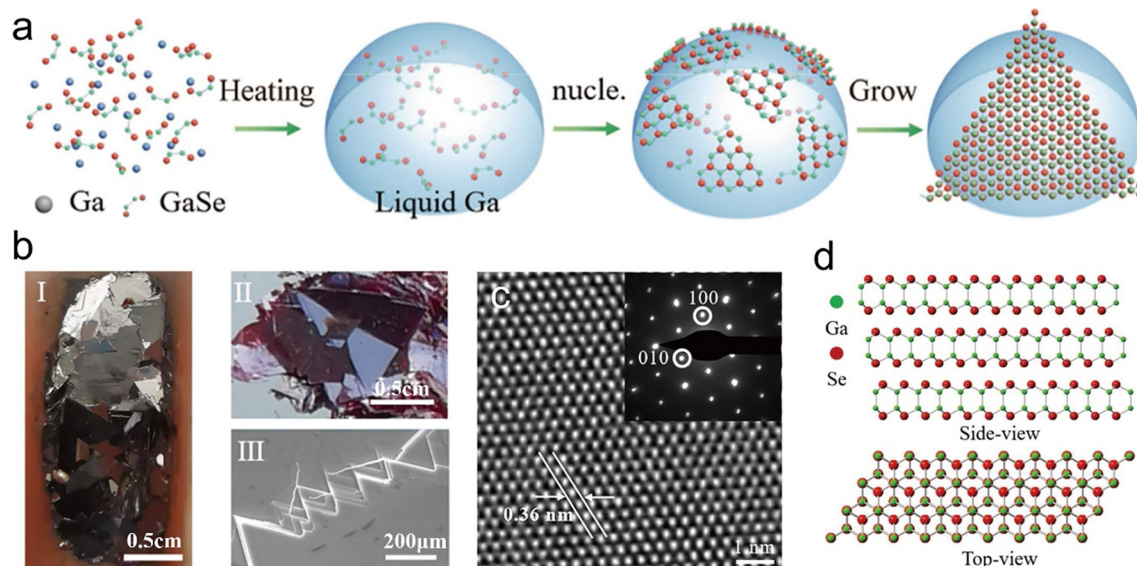 a
Heating
nucle.
Grow
Ga
GaSe
Liquid Ga
b
I
0.5cm
II
0.5cm
III
200μm
c
100
010
0.36 nm
1 nm
d
Ga
Se
Side-view
Top-view